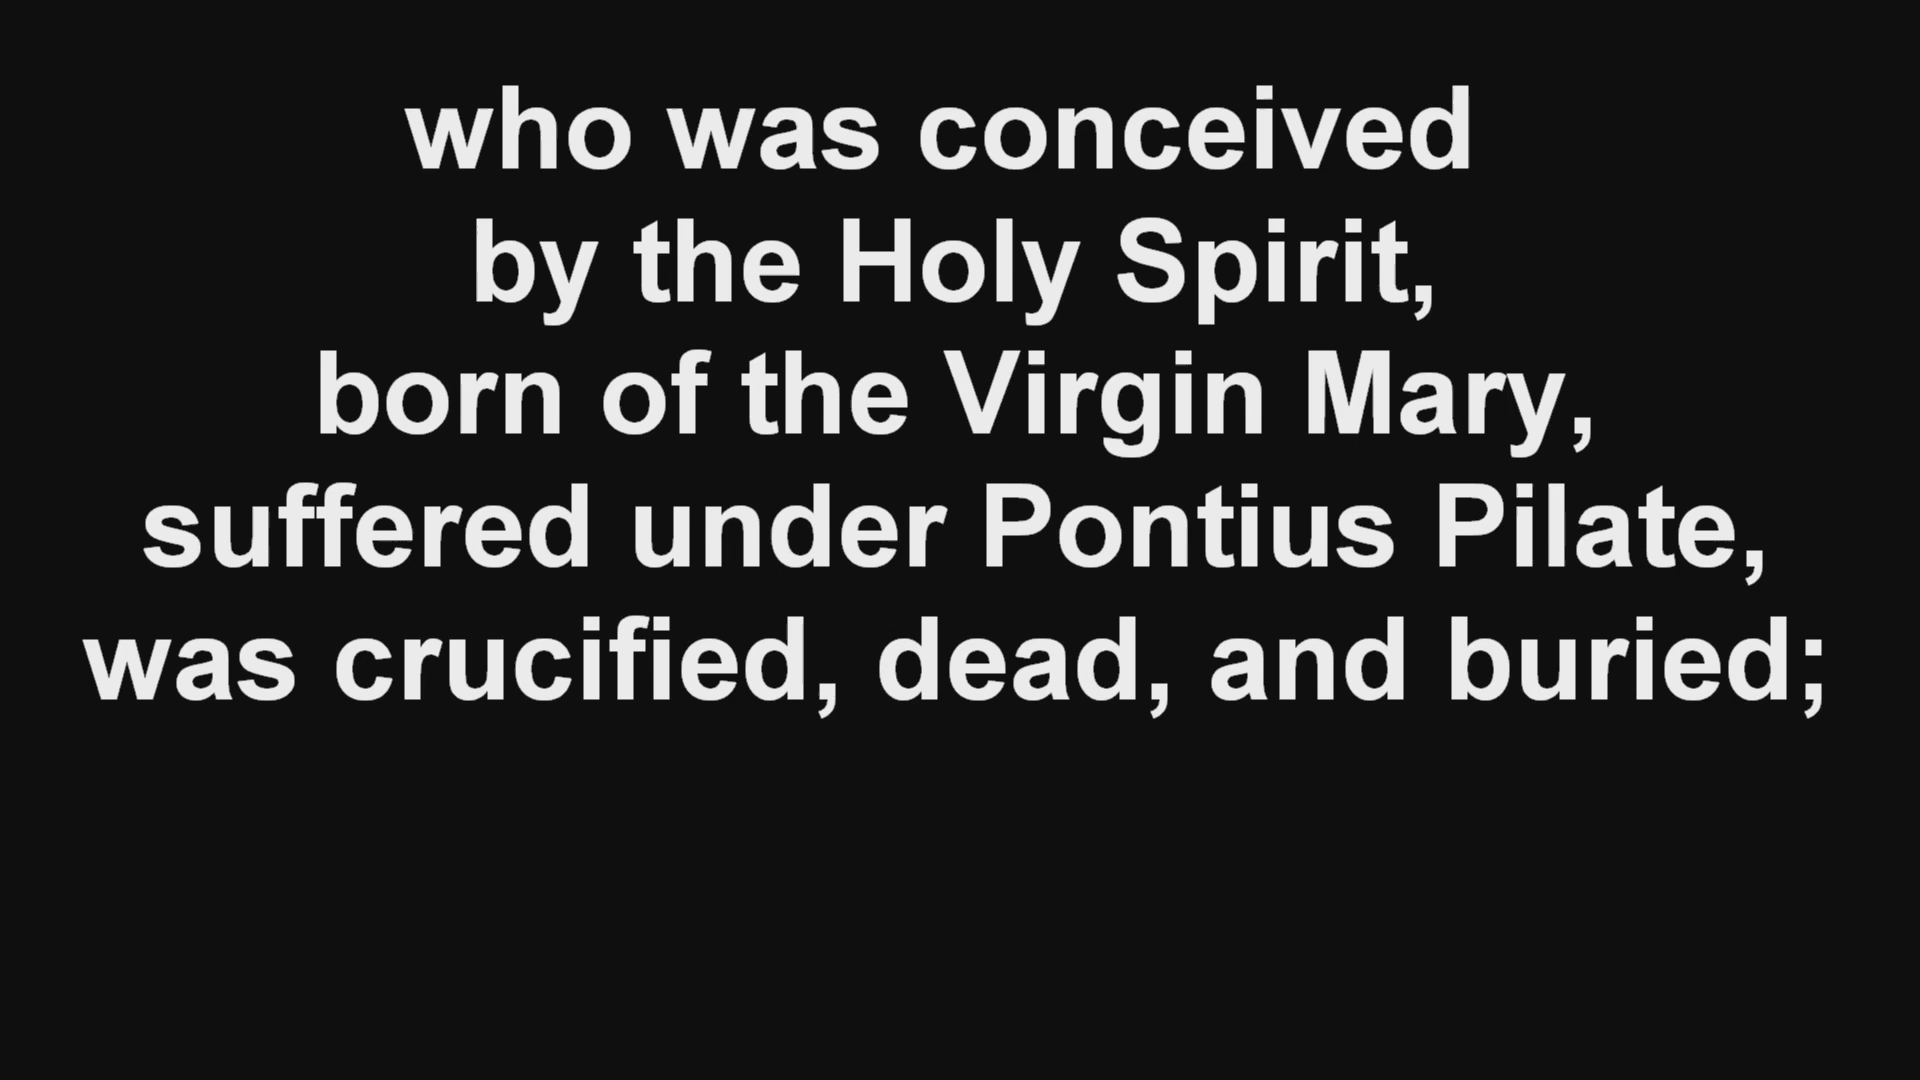 who was conceived
by the Holy Spirit,
born of the Virgin Mary,
suffered under Pontius Pilate,
was crucified, dead, and buried;